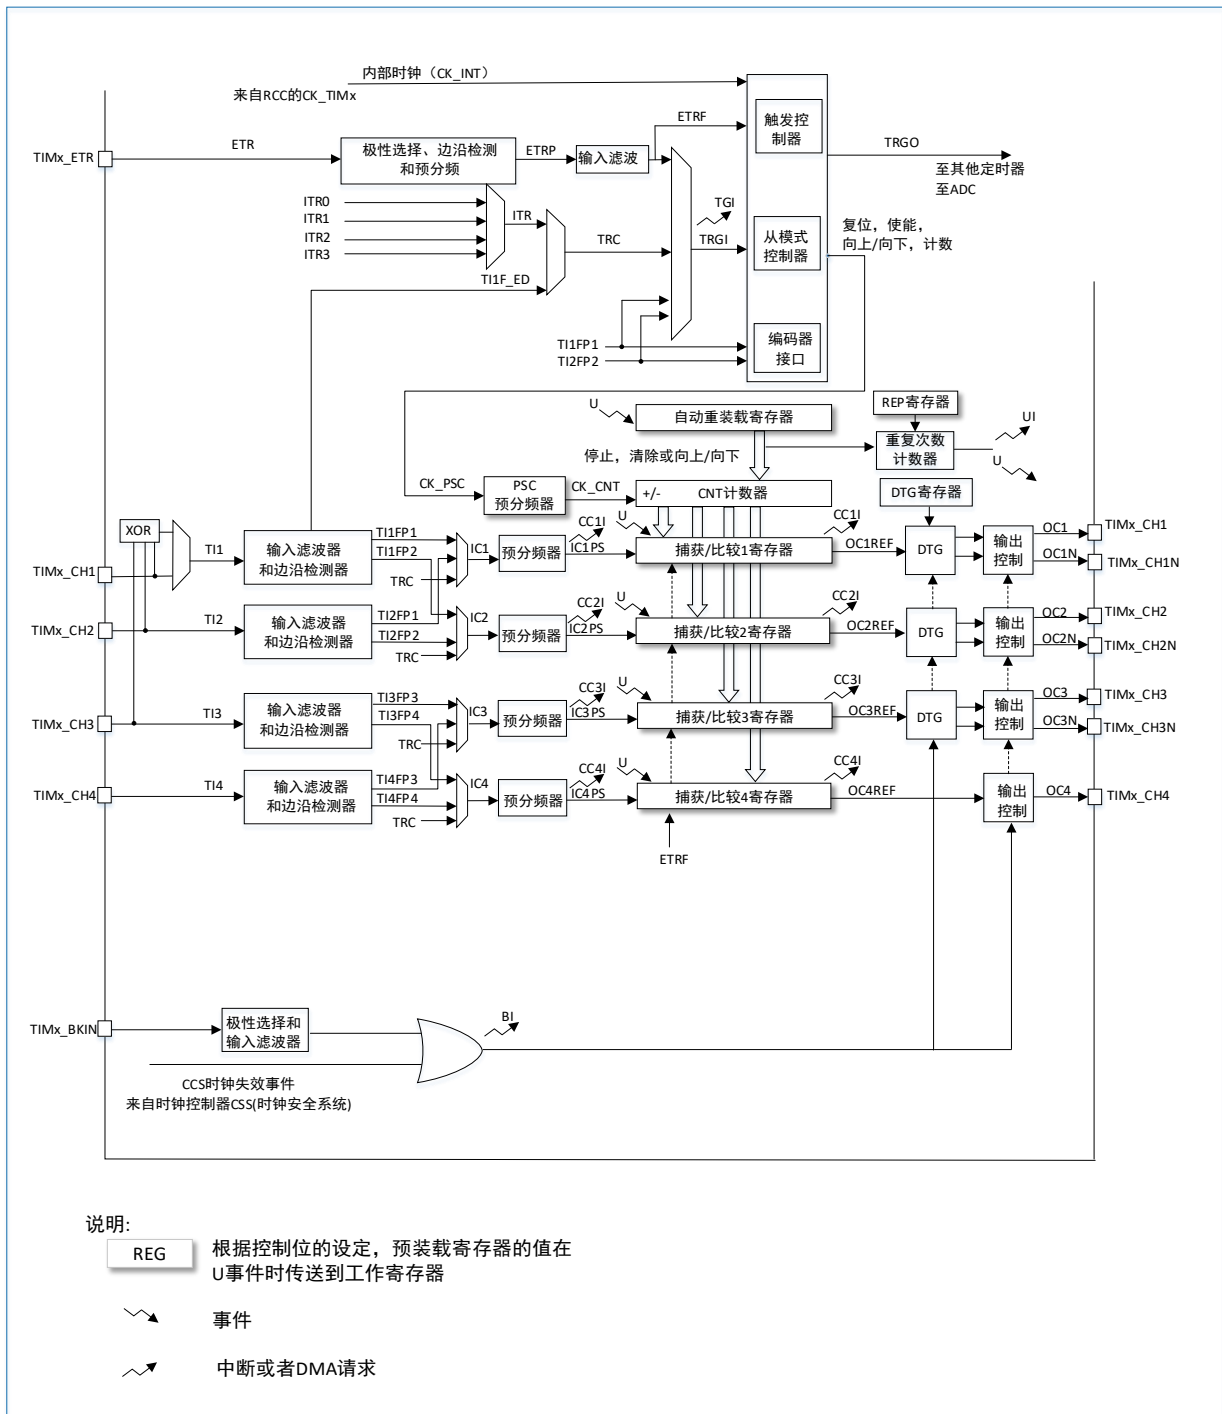 内部时钟（CK_INT）
来自RCC的CK_TIMx
TIMx_ETR
ETR
极性选择、边沿检测
和预分频
ETRP
输入滤波
ETRF
触发控
制器
TRGO
至其他定时器
至ADC
ITR0
ITR1
ITR2
ITR3
ITR
TRC
TI1F_ED
TGI
TRGI
从模式
控制器
复位，使能，
向上/向下，计数
TI1FP1
TI2FP2
编码器
接口
U
自动重装载寄存器
REP寄存器
重复次数
计数器
UI
U
停止，清除或向上/向下
CK_PSC
PSC
预分频器
CK_CNT
+/-
CNT计数器
DTG寄存器
XOR
TIMx_CH1
TI1
输入滤波器
和边沿检测器
TI1FP1
TI1FP2
TRC
IC1
预分频器
CC1I
IC1PS
U
捕获/比较1寄存器
CC1I
OC1REF
DTG
输出
控制
OC1
OC1N
TIMx_CH1
TIMx_CH1N
TIMx_CH2
TI2
输入滤波器
和边沿检测器
TI2FP1
TI2FP2
TRC
IC2
预分频器
CC2I
IC2PS
U
捕获/比较2寄存器
CC2I
OC2REF
DTG
输出
控制
OC2
OC2N
TIMx_CH2
TIMx_CH2N
TIMx_CH3
TI3
输入滤波器
和边沿检测器
TI3FP3
TI3FP4
TRC
IC3
预分频器
CC3I
IC3PS
U
捕获/比较3寄存器
CC3I
OC3REF
DTG
输出
控制
OC3
OC3N
TIMx_CH3
TIMx_CH3N
TIMx_CH4
TI4
输入滤波器
和边沿检测器
TI4FP3
TI4FP4
TRC
IC4
预分频器
CC4I
IC4PS
U
捕获/比较4寄存器
CC4I
OC4REF
输出
控制
OC4
TIMx_CH4
ETRF
TIMx_BKIN
极性选择和
输入滤波器
BI
CCS时钟失效事件
来自时钟控制器CSS(时钟安全系统)
说明:
REG
根据控制位的设定，预装载寄存器的值在
U事件时传送到工作寄存器
事件
中断或者DMA请求